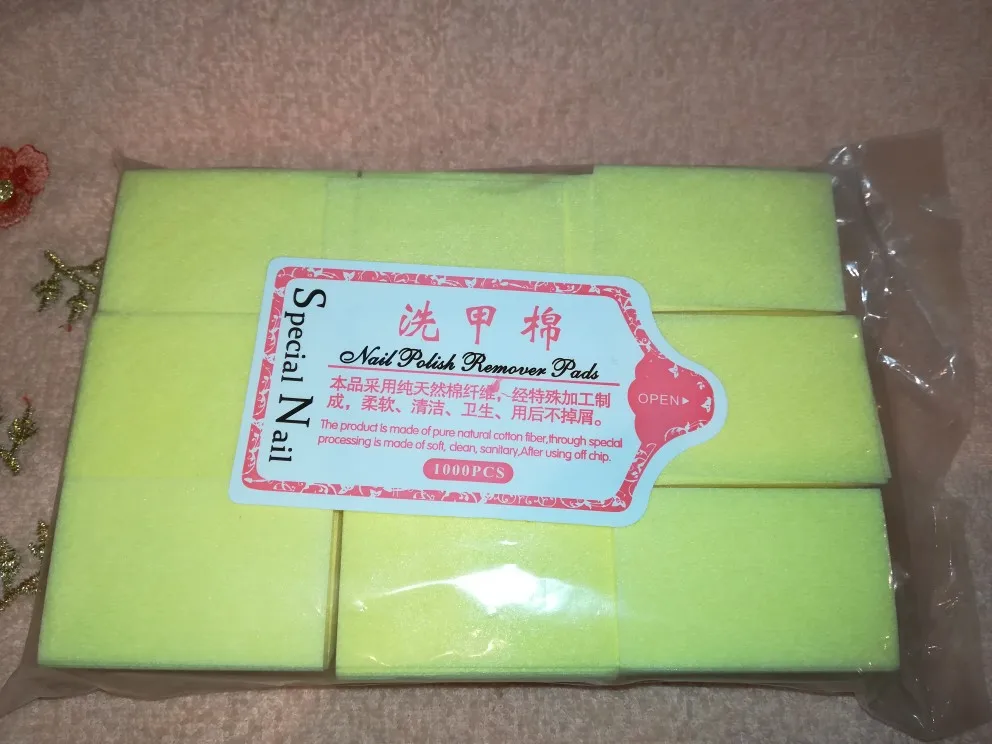 Special Nail
洗甲棉
Nail Polish Remover Pads
本品采用纯天然棉纤维，经特殊加工制
成，柔软、清洁、卫生、用后不掉屑。
The product Is made of pure natural cotton fiber,through special
processing is made of soft, clean, sanitary,After using off chip.
1000PCS
OPEN